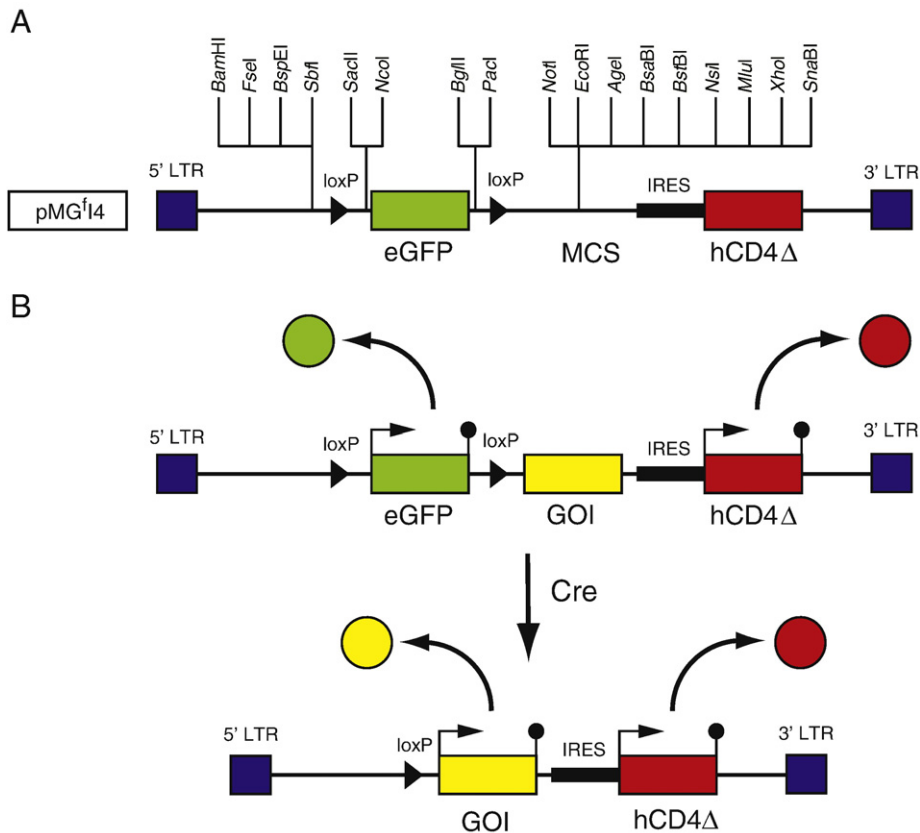 A
BamHI FseI BspEI SbfI SacII NcoI BglII PacI NotI EcoRI AgeI BsaBI BstBI NsiI MluI XhoI SnaBI
5' LTR loxP loxP IRES 3' LTR
pMGfI4
eGFP MCS hCD4Δ
B
5' LTR loxP loxP IRES 3' LTR
eGFP GOI hCD4Δ
Cre
5' LTR loxP IRES 3' LTR
GOI hCD4Δ